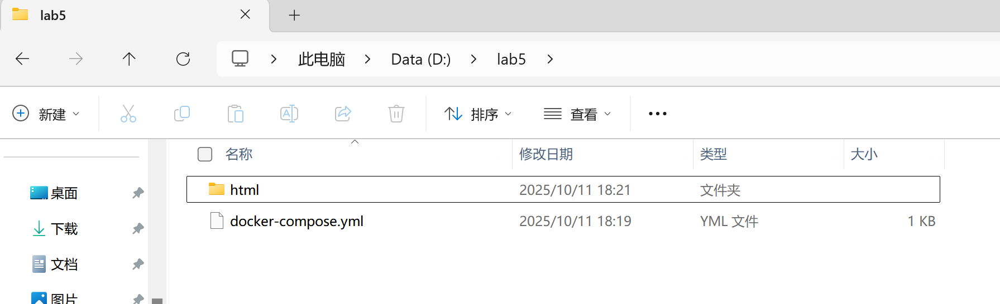 lab5
此电脑 Data (D:) lab5
新建 排序 查看
名称 修改日期 类型 大小
html 2025/10/11 18:21 文件夹
docker-compose.yml 2025/10/11 18:19 YML 文件 1 KB
桌面
下载
文档
图片